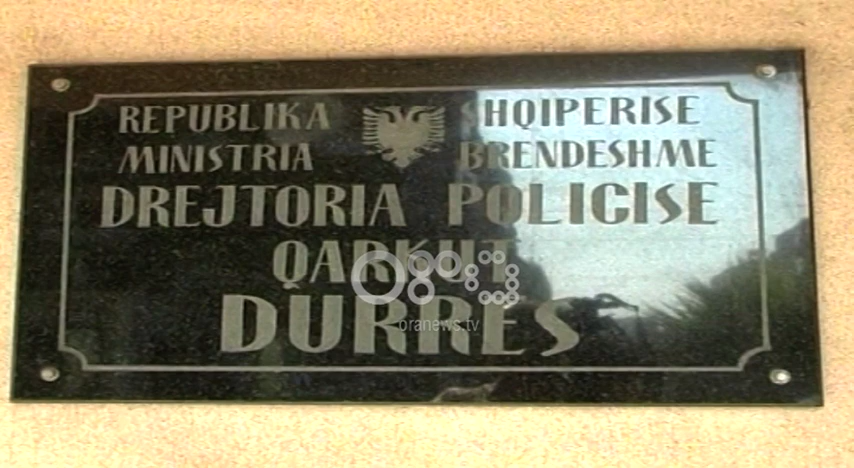 REPUBLIKA SHQIPERISE
MINISTRIA BRENDESHME
DREJTORIA POLICISE
QARKUT
DURRES
oranews.tv